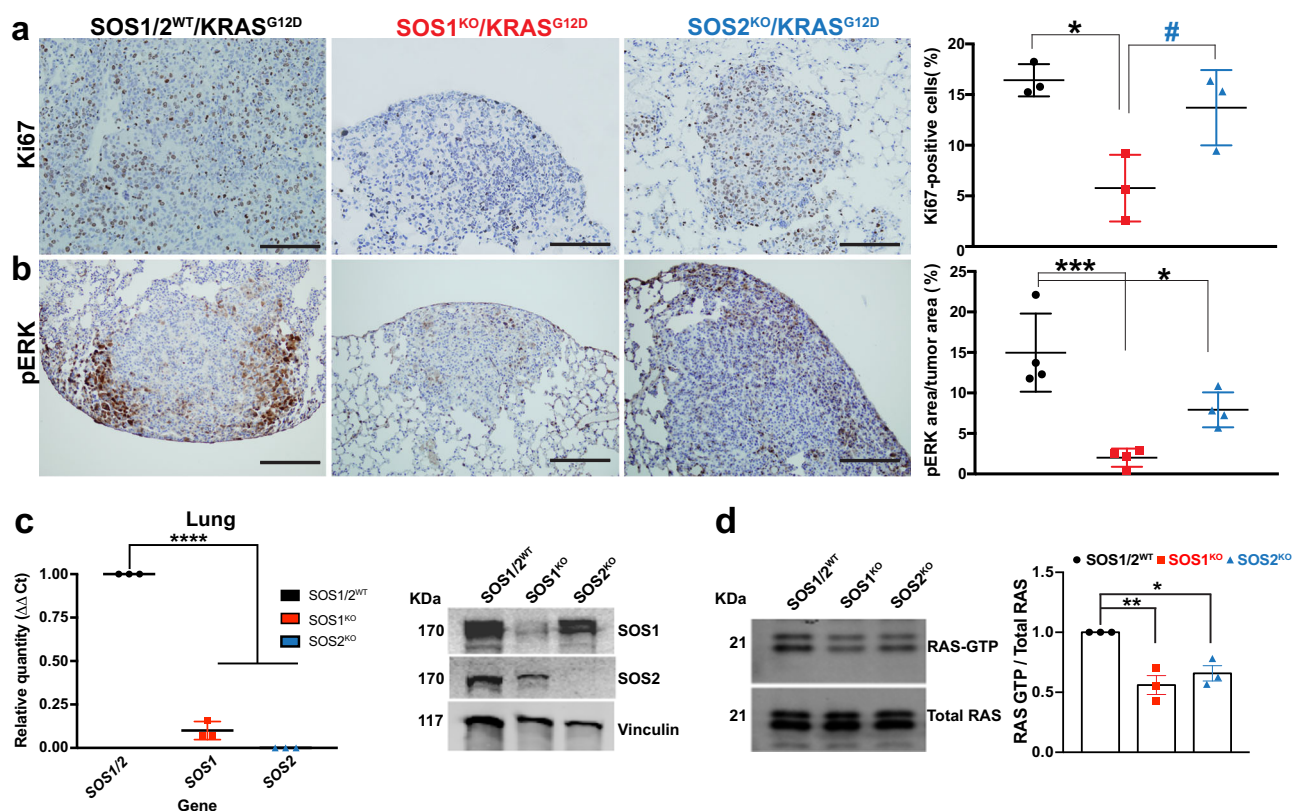 a
SOS1/2WT/KRASG12D
SOS1KO/KRASG12D
SOS2KO/KRASG12D
Ki67
Ki67-positive cells( %)
20
15
10
5
0
*
#
b
pERK
pERK area/tumor area (%)
25
20
15
10
5
0
***
*
c
Lung
****
Relative quantity (ΔΔ Ct)
1.00
0.75
0.50
0.25
0.00
SOS1/2WT
SOS1KO
SOS2KO
SOS1/2
SOS1
SOS2
Gene
SOS1/2WT
SOS1KO
SOS2KO
KDa
170
SOS1
170
SOS2
117
Vinculin
d
SOS1/2WT
SOS1KO
SOS2KO
KDa
21
RAS-GTP
21
Total RAS
SOS1/2WT SOS1KO SOS2KO
RAS GTP / Total RAS
1.5
1.0
0.5
0.0
*
**